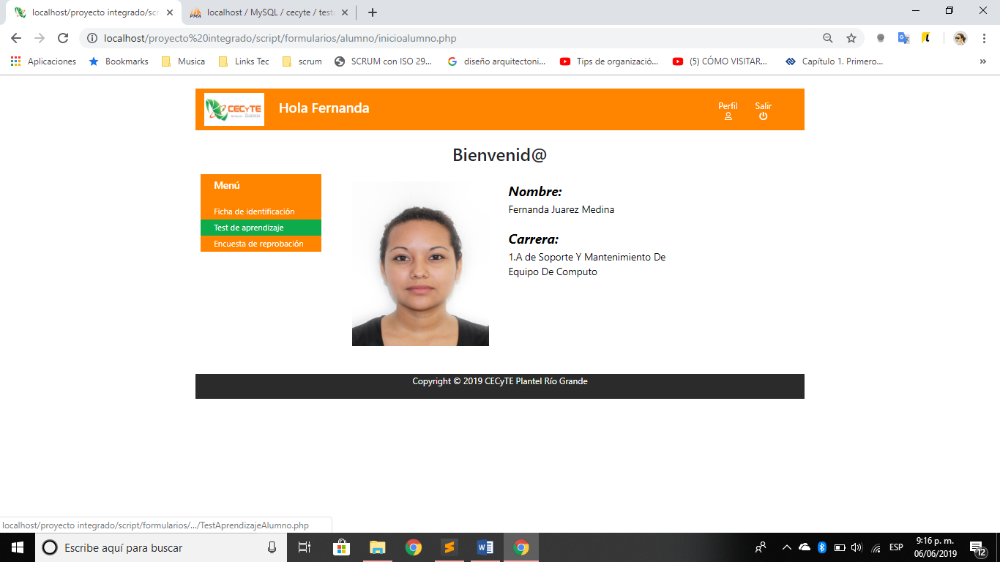 localhost/proyecto integrado/scr
localhost / MySQL / cecyte / test
localhost/proyecto%20integrado/script/formularios/alumno/inicioalumno.php
Aplicaciones
Bookmarks
Musica
Links Tec
scrum
SCRUM con ISO 29...
diseño arquitectoni...
Tips de organizació...
(5) CÓMO VISITAR...
Capítulo 1. Primero...
»
CECyTE
Hola Fernanda
Perfil
Salir
Bienvenid@
Menú
Ficha de identificación
Test de aprendizaje
Encuesta de reprobación
Nombre:
Fernanda Juarez Medina
Carrera:
1.A de Soporte Y Mantenimiento De
Equipo De Computo
Copyright © 2019 CECyTE Plantel Río Grande
localhost/proyecto integrado/script/formularios/.../TestAprendizajeAlumno.php
Escribe aquí para buscar
ESP
9:16 p. m.
06/06/2019
12